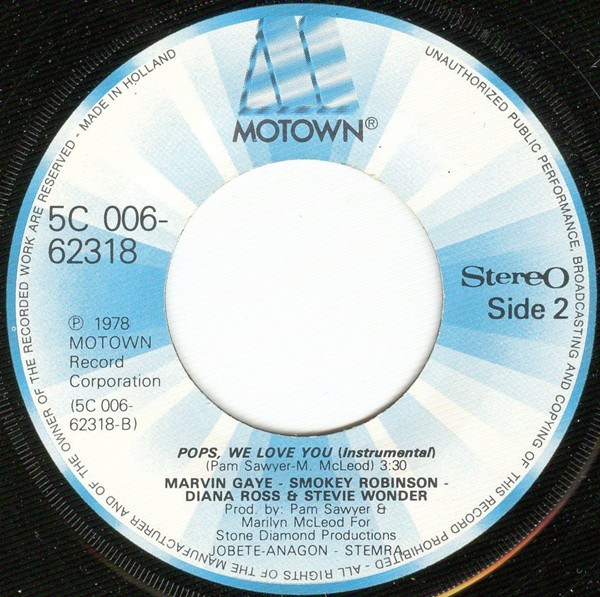 MOTOWN®
5C 006-
62318
Stereo
Side 2
℗ 1978
MOTOWN
Record
Corporation
(5C 006-
62318-B)
POPS, WE LOVE YOU (Instrumental)
(Pam Sawyer-M. McLeod) 3:30
MARVIN GAYE - SMOKEY ROBINSON -
DIANA ROSS & STEVIE WONDER
Prod. by: Pam Sawyer &
Marilyn McLeod For
Stone Diamond Productions
JOBETE-ANAGON - STEMRA
UNAUTHORIZED PUBLIC PERFORMANCE, BROADCASTING AND COPYING OF THIS RECORD PROHIBITED - ALL RIGHTS OF THE MANUFACTURER AND OF THE OWNER OF THE RECORDED WORK ARE RESERVED - MADE IN HOLLAND